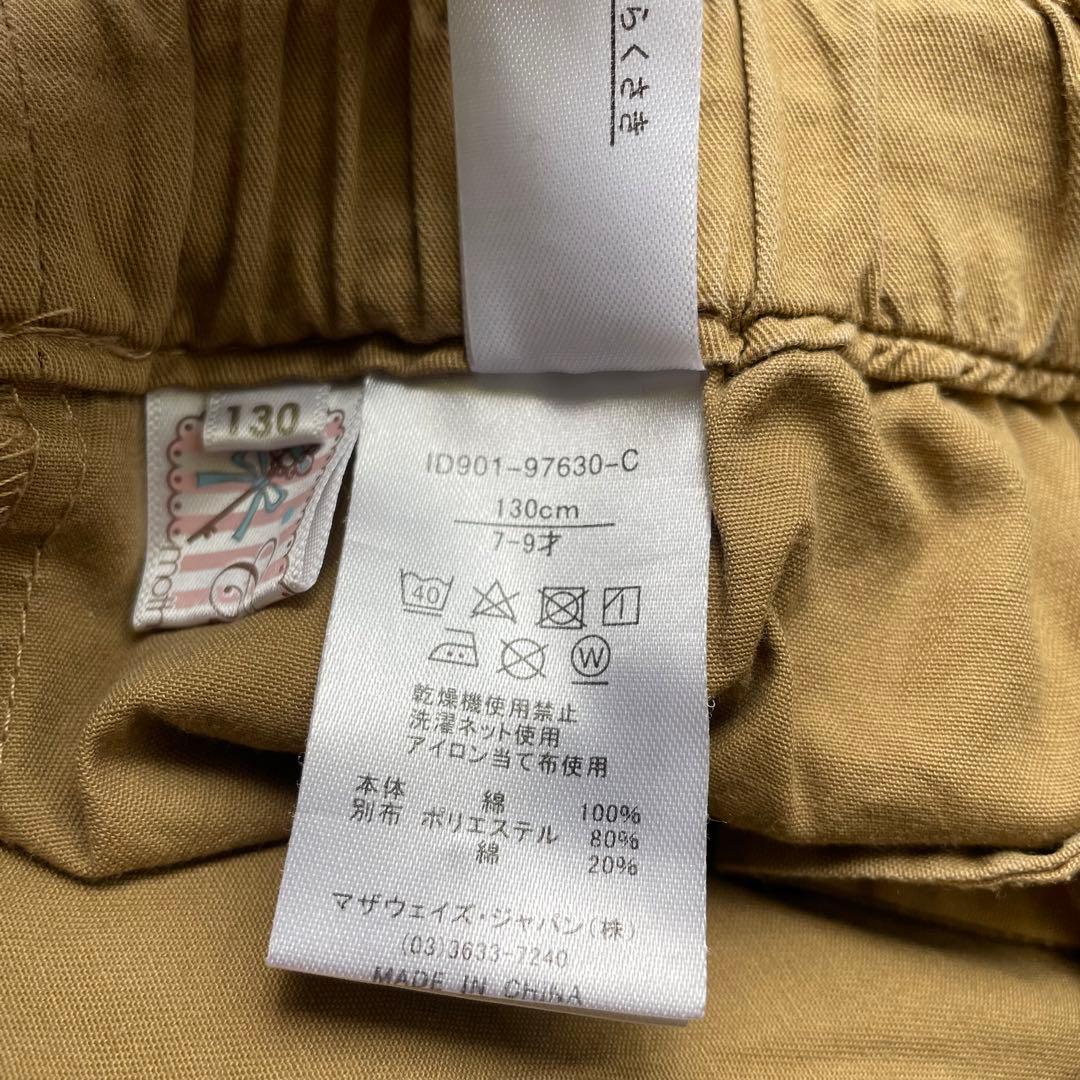 らくさき
130
ID901-97630-C
130cm
7-9才
40
W
乾燥機使用禁止
洗濯ネット使用
アイロン当て布使用
本体 綿 100%
別布 ポリエステル 80%
綿 20%
マザウェイズ・ジャパン(株)
(03)3633-7240
MADE IN CHINA